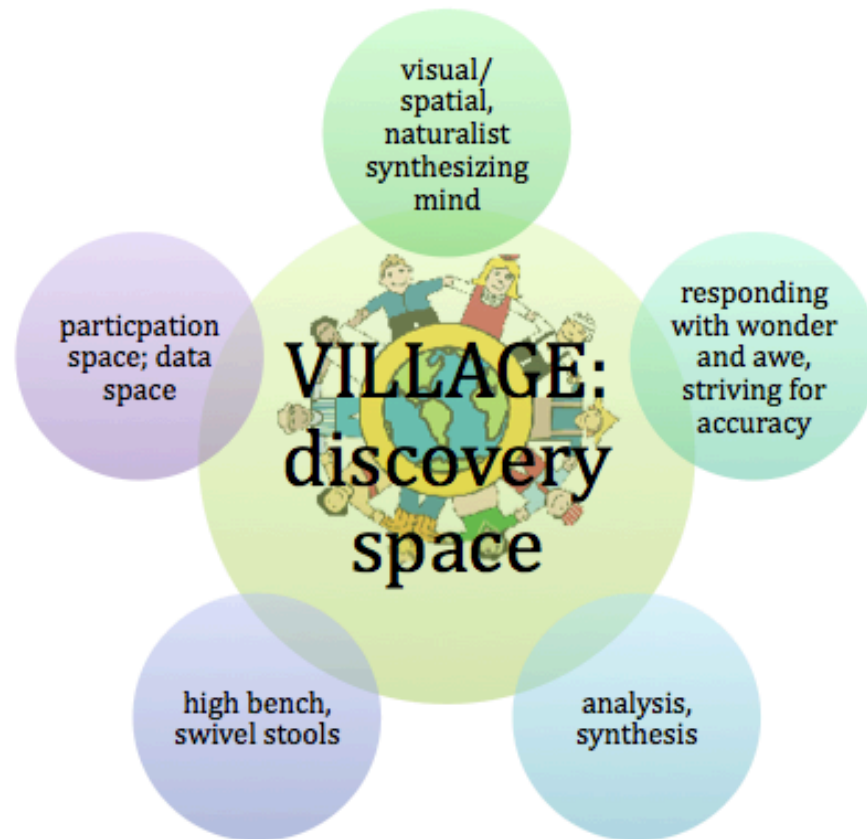 visual/
spatial,
naturalist
synthesizing
mind
particpation
space; data
space
responding
with wonder
and awe,
striving for
accuracy
VILLAGE:
discovery
space
high bench,
swivel stools
analysis,
synthesis